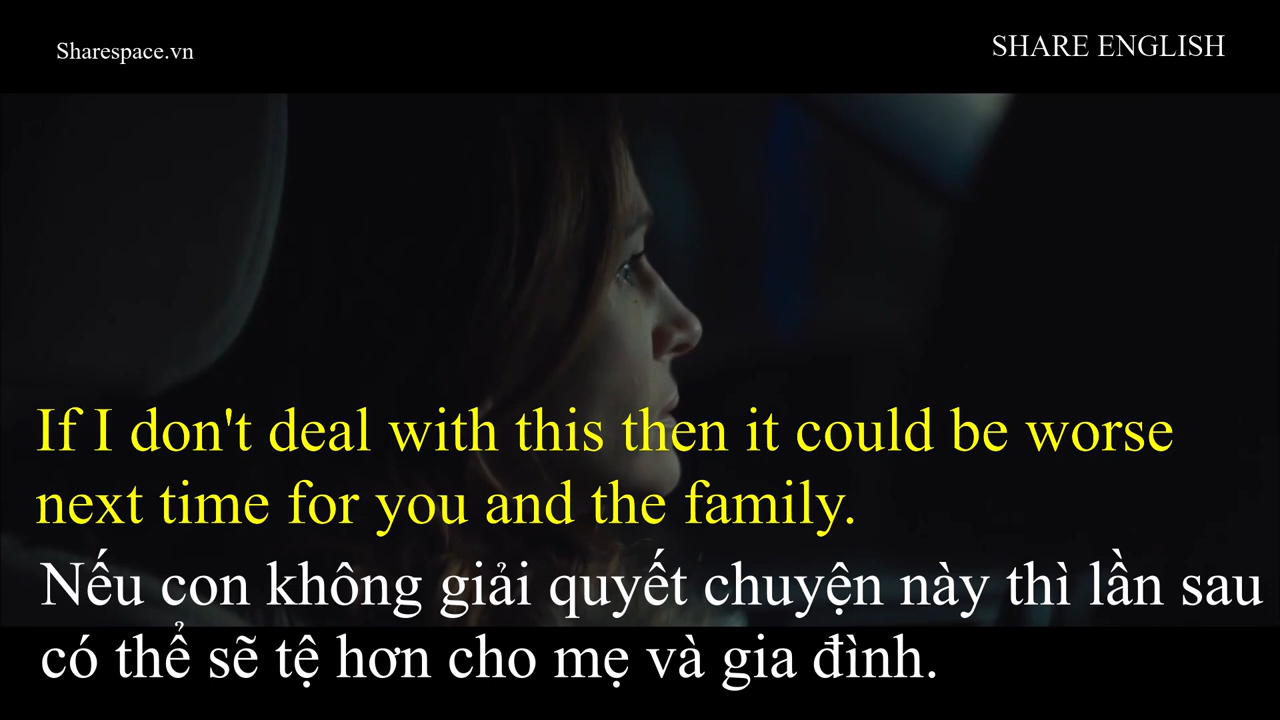 Sharespace.vn
SHARE ENGLISH
If I don't deal with this then it could be worse
next time for you and the family.
Nếu con không giải quyết chuyện này thì lần sau
có thể sẽ tệ hơn cho mẹ và gia đình.